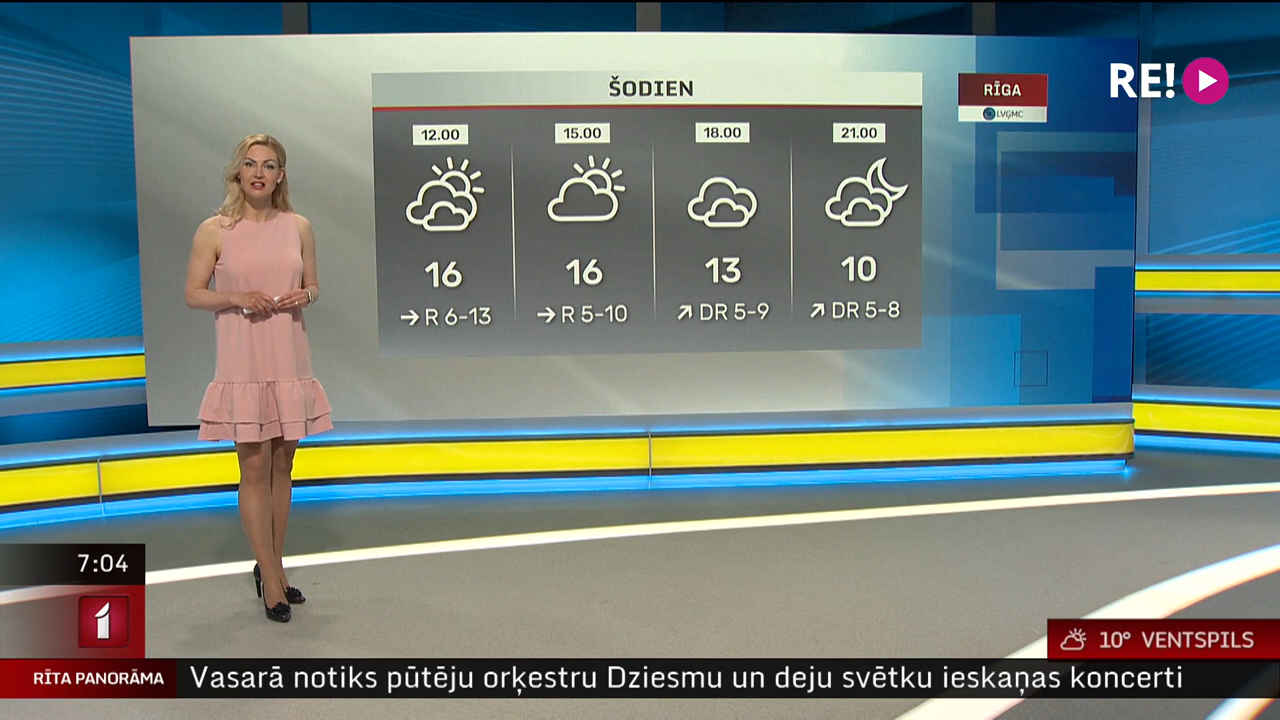 RE!
ŠODIEN
RĪGA
LVĢMC
12.00
15.00
18.00
21.00
16
16
13
10
→ R 6-13
→ R 5-10
↗ DR 5-9
↗ DR 5-8
7:04
1
10° VENTSPILS
RĪTA PANORĀMA
Vasarā notiks pūtēju orķestru Dziesmu un deju svētku ieskaņas koncerti